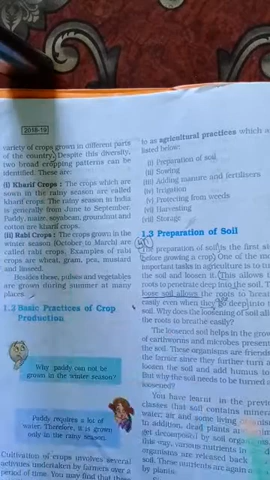 2018-19
variety of crops grown in different parts
of the country. Despite this diversity,
two broad cropping patterns can be
identified. These are:
(i) Kharif Crops : The crops which are
sown in the rainy season are called
kharif crops. The rainy season in India
is generally from June to September.
Paddy, maize, soyabean, groundnut and
cotton are kharif crops.
(ii) Rabi Crops : The crops grown in the
winter season (October to March) are
called rabi crops. Examples of rabi
crops are wheat, gram, pea, mustard
and linseed.
Besides these, pulses and vegetables
are grown during summer at many
places.
1.3 Basic Practices of Crop
Production
Why paddy can not be
grown in the winter season?
Paddy requires a lot of
water. Therefore, it is grown
only in the rainy season.
Cultivation of crops involves several
activities undertaken by farmers over a
period of time. You may find that these
to as agricultural practices which a
listed below:
(i) Preparation of soil
(ii) Sowing
(iii) Adding manure and fertilisers
(iv) Irrigation
(v) Protecting from weeds
(vi) Harvesting
(vii) Storage
1.3 Preparation of Soil
The preparation of soil is the first st
before growing a crop. One of the mo
important tasks in agriculture is to turn
the soil and loosen it. This allows t
roots to penetrate deep into the soil. T
loose soil allows the roots to breat
easily even when they go deep into t
soil. Why does the loosening of soil allo
the roots to breathe easily?
The loosened soil helps in the grow
of earthworms and microbes present
the soil. These organisms are friends
the farmer since they further turn a
loosen the soil and add humus to
But why the soil needs to be turned a
loosened?
You have learnt in the previ
classes that soil contains minera
water, air and some living
In addition, dead plants
get decomposed by soil organis
this way, various nutrients in
organisms are released back
soil. These nutrients are again
by plants.